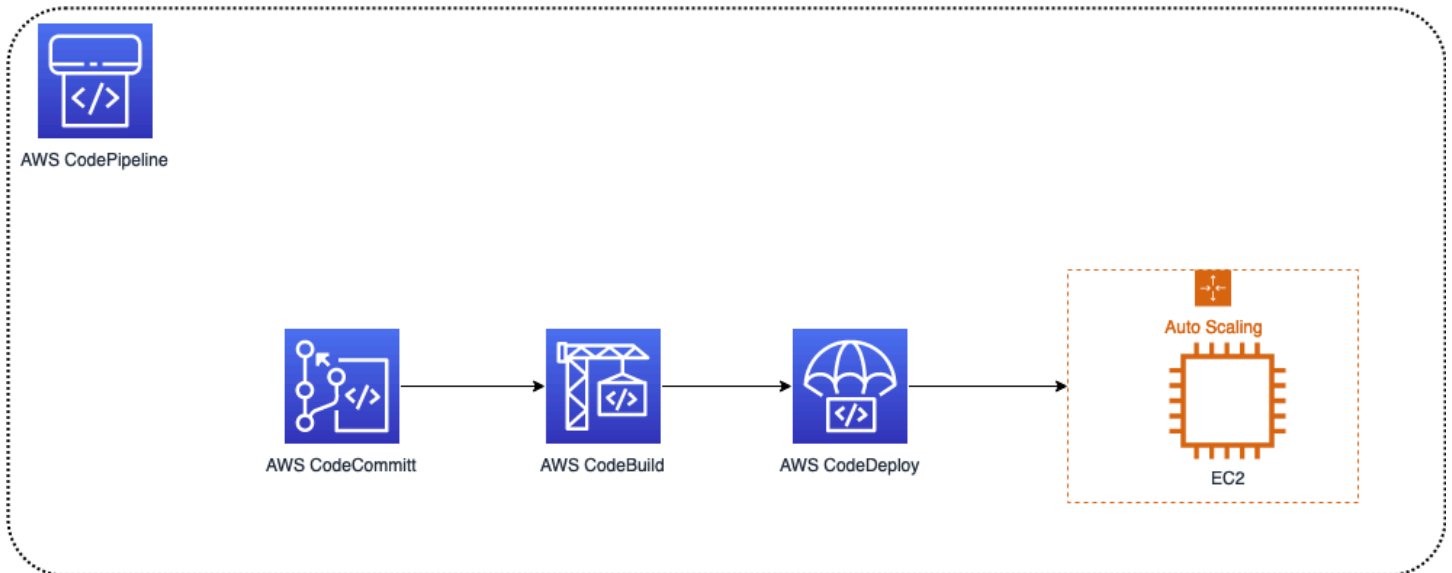 AWS CodePipeline
Auto Scaling
AWS CodeCommitt
AWS CodeBuild
AWS CodeDeploy
EC2